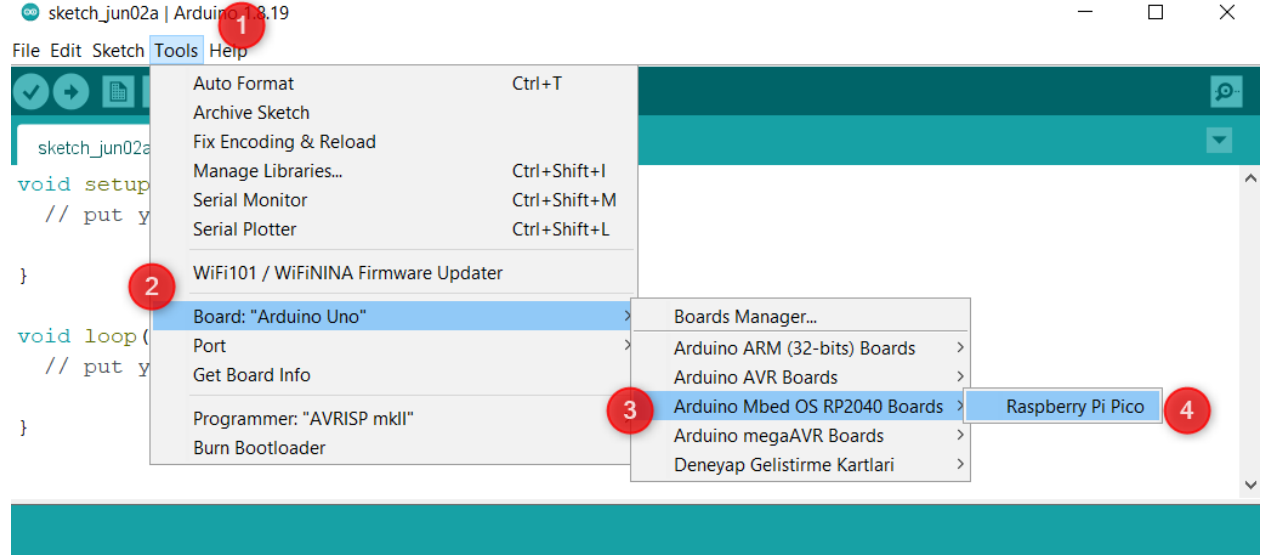 sketch_jun02a | Arduino 1.8.19
1
File Edit Sketch Tools Help
Auto Format Ctrl+T
Archive Sketch
Fix Encoding & Reload
sketch_jun02a
Manage Libraries... Ctrl+Shift+I
void setup
Serial Monitor Ctrl+Shift+M
// put y
Serial Plotter Ctrl+Shift+L
WiFi101 / WiFiNINA Firmware Updater
}
2
Board: "Arduino Uno"
Boards Manager...
void loop(
Port
Arduino ARM (32-bits) Boards
// put y
Get Board Info
Arduino AVR Boards
3
Arduino Mbed OS RP2040 Boards
Raspberry Pi Pico
4
Programmer: "AVRISP mkII"
}
Arduino megaAVR Boards
Burn Bootloader
Deneyap Gelistirme Kartlari